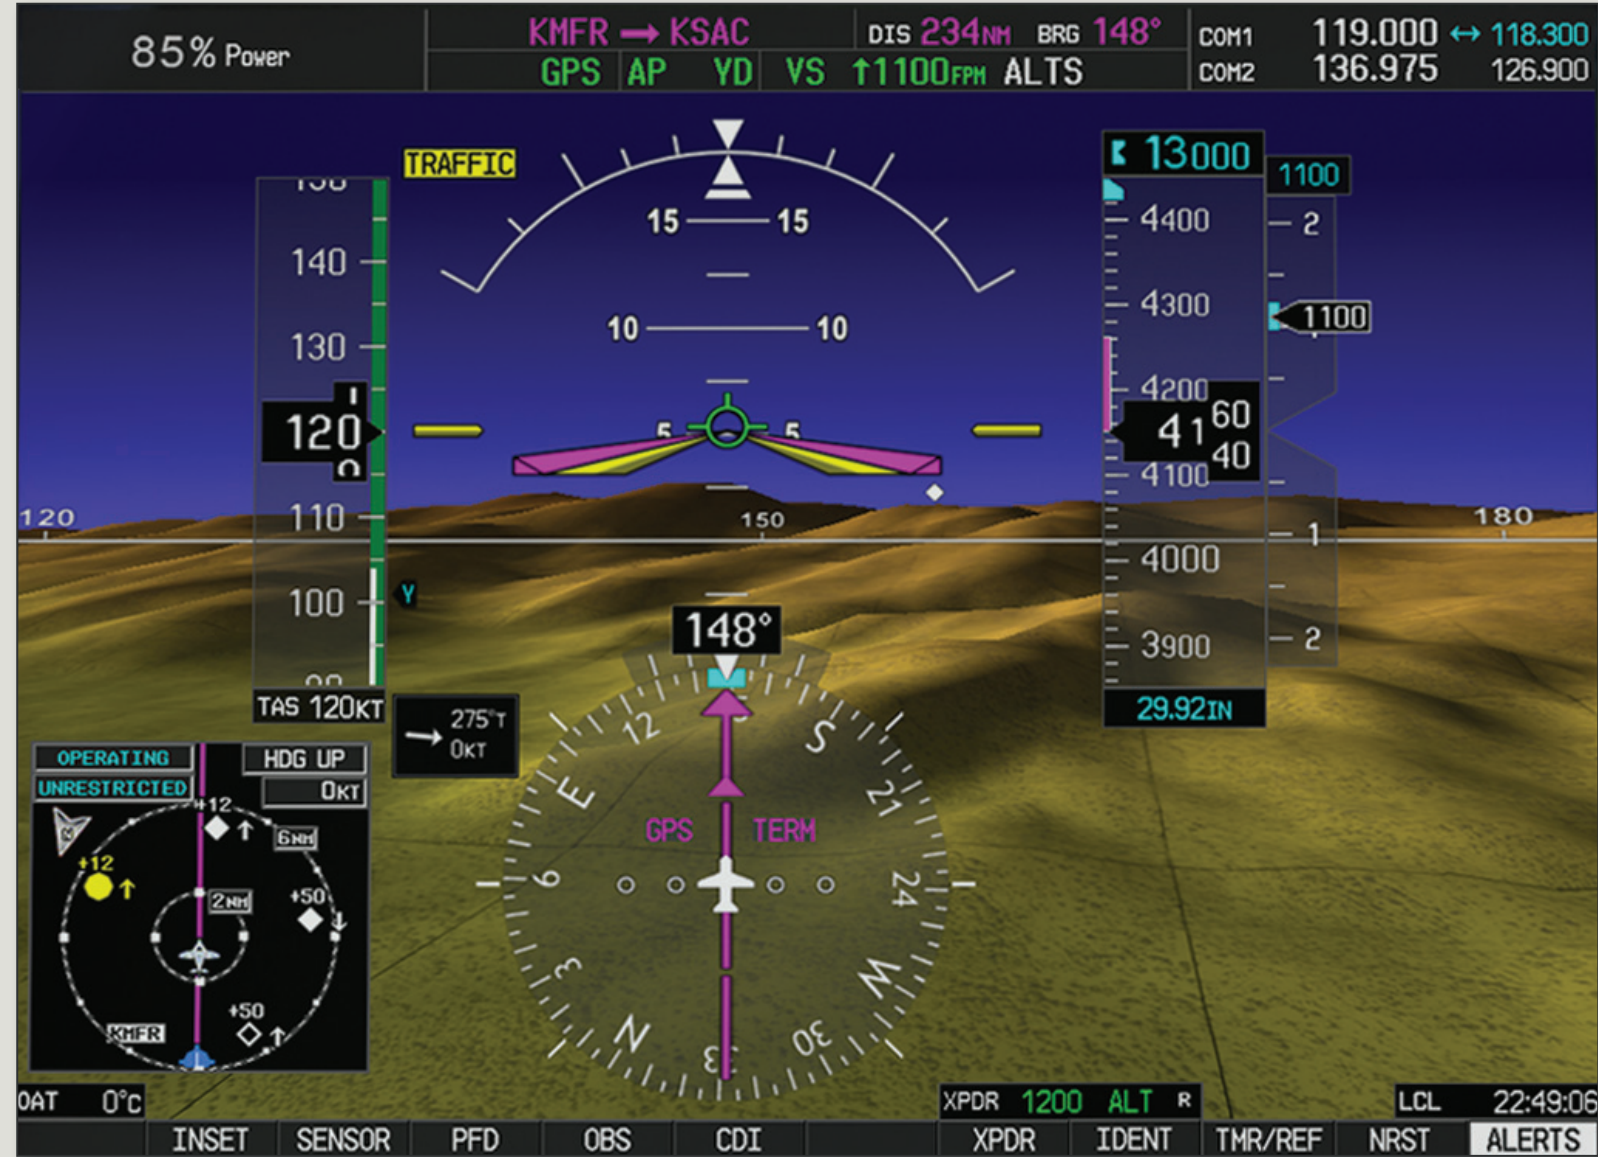 85% Power
KMFR → KSAC
DIS 234NM BRG 148°
GPS AP YD VS ↑1100FPM ALTS
COM1 119.000 ↔ 118.300
COM2 136.975 126.900
TRAFFIC
140
130
120
110
100
TAS 120KT
Y
15 15
10 10
5 5
13000
4400
4300
4200
41 60 40
4100
4000
3900
29.92IN
1100
2
1100
1
2
120
150
180
148°
275°T
0KT
12 S
E 21
GPS TERM
6 24
3 W
N 30
33
OPERATING
UNRESTRICTED
HDG UP
0KT
+12
6NM
+12
2NM
+50
+50
KMFR
N
OAT 0°C
XPDR 1200 ALT R
LCL 22:49:06
INSET SENSOR PFD OBS CDI XPDR IDENT TMR/REF NRST ALERTS